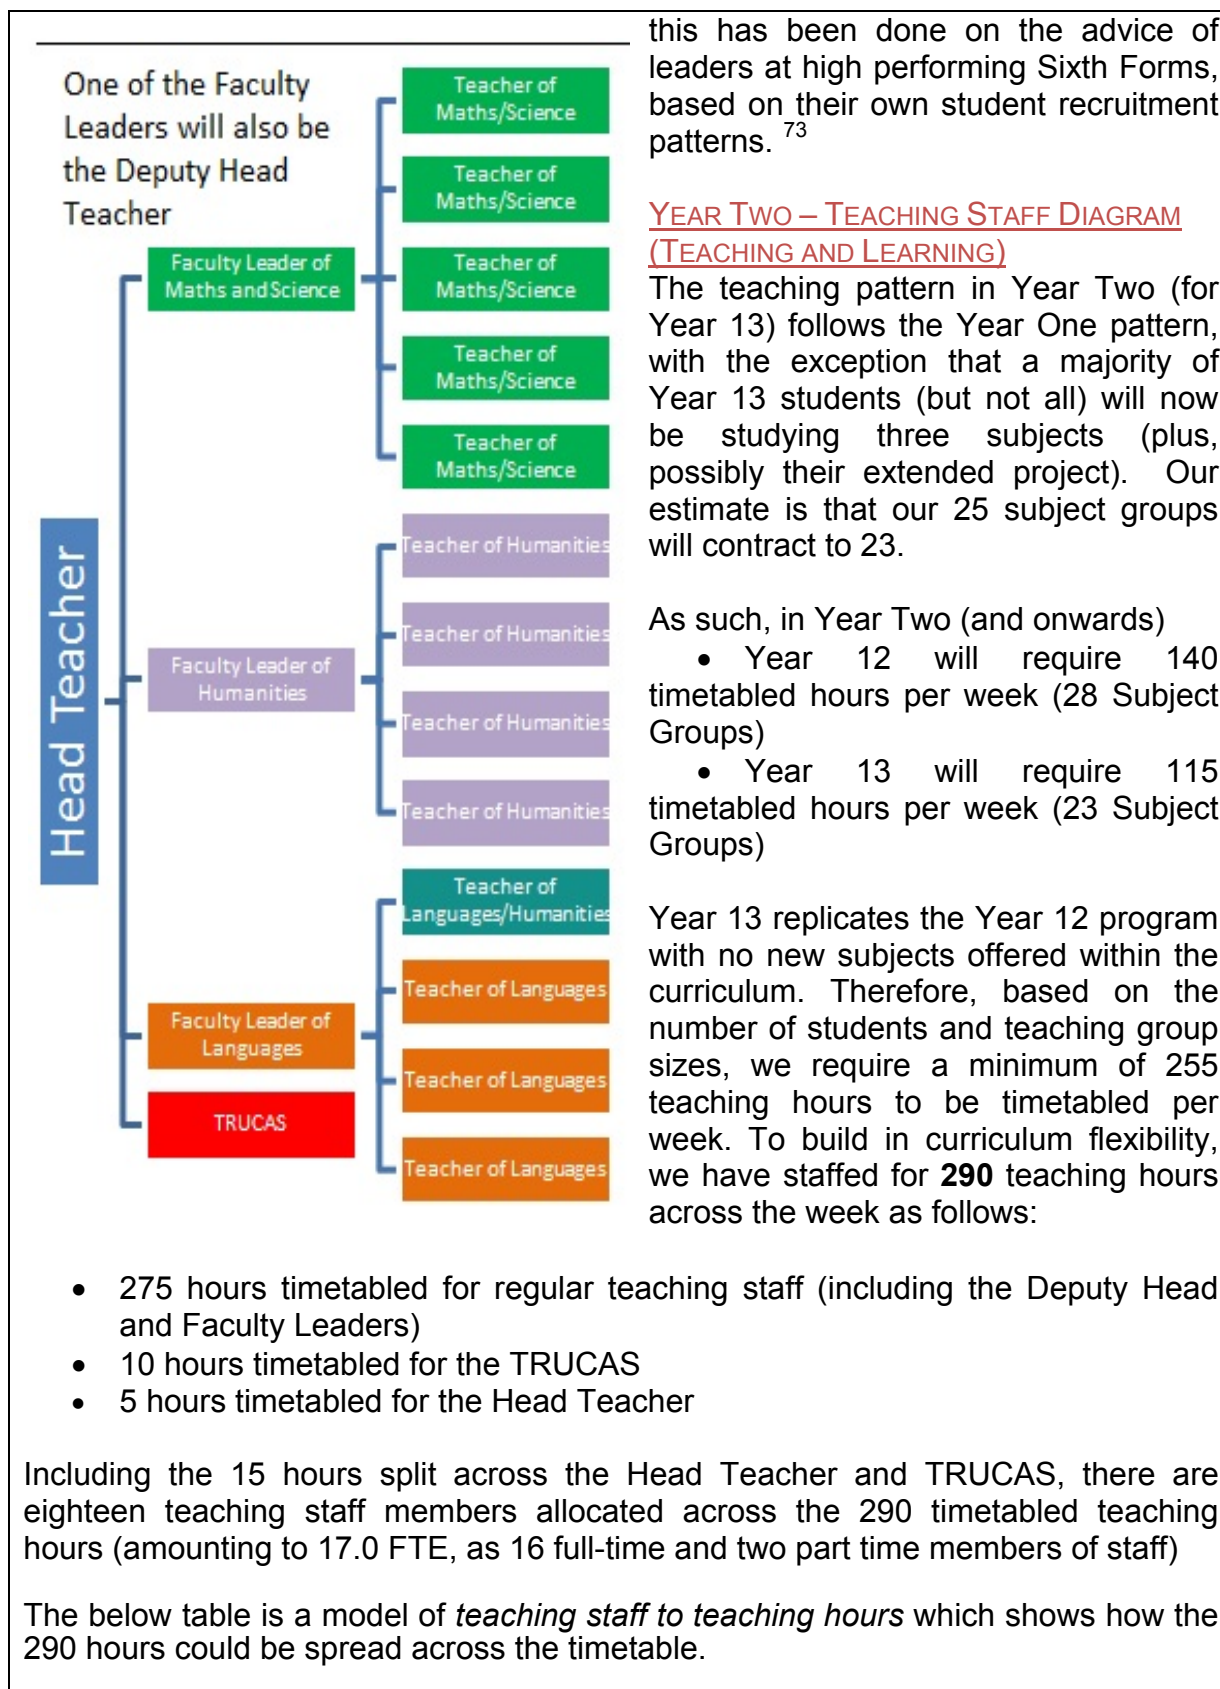 One of the Faculty
Leaders will also be
the Deputy Head
Teacher
Head Teacher
Faculty Leader of
Maths and Science
Teacher of
Maths/Science
Teacher of
Maths/Science
Teacher of
Maths/Science
Teacher of
Maths/Science
Teacher of
Maths/Science
Faculty Leader of
Humanities
Teacher of Humanities
Teacher of Humanities
Teacher of Humanities
Teacher of Humanities
Faculty Leader of
Languages
Teacher of
Languages/Humanities
Teacher of Languages
Teacher of Languages
Teacher of Languages
TRUCAS
this has been done on the advice of
leaders at high performing Sixth Forms,
based on their own student recruitment
patterns. 73
YEAR TWO – TEACHING STAFF DIAGRAM
(TEACHING AND LEARNING)
The teaching pattern in Year Two (for
Year 13) follows the Year One pattern,
with the exception that a majority of
Year 13 students (but not all) will now
be studying three subjects (plus,
possibly their extended project). Our
estimate is that our 25 subject groups
will contract to 23.
As such, in Year Two (and onwards)
• Year 12 will require 140
timetabled hours per week (28 Subject
Groups)
• Year 13 will require 115
timetabled hours per week (23 Subject
Groups)
Year 13 replicates the Year 12 program
with no new subjects offered within the
curriculum. Therefore, based on the
number of students and teaching group
sizes, we require a minimum of 255
teaching hours to be timetabled per
week. To build in curriculum flexibility,
we have staffed for 290 teaching hours
across the week as follows:
• 275 hours timetabled for regular teaching staff (including the Deputy Head
and Faculty Leaders)
• 10 hours timetabled for the TRUCAS
• 5 hours timetabled for the Head Teacher
Including the 15 hours split across the Head Teacher and TRUCAS, there are
eighteen teaching staff members allocated across the 290 timetabled teaching
hours (amounting to 17.0 FTE, as 16 full-time and two part time members of staff)
The below table is a model of teaching staff to teaching hours which shows how the
290 hours could be spread across the timetable.